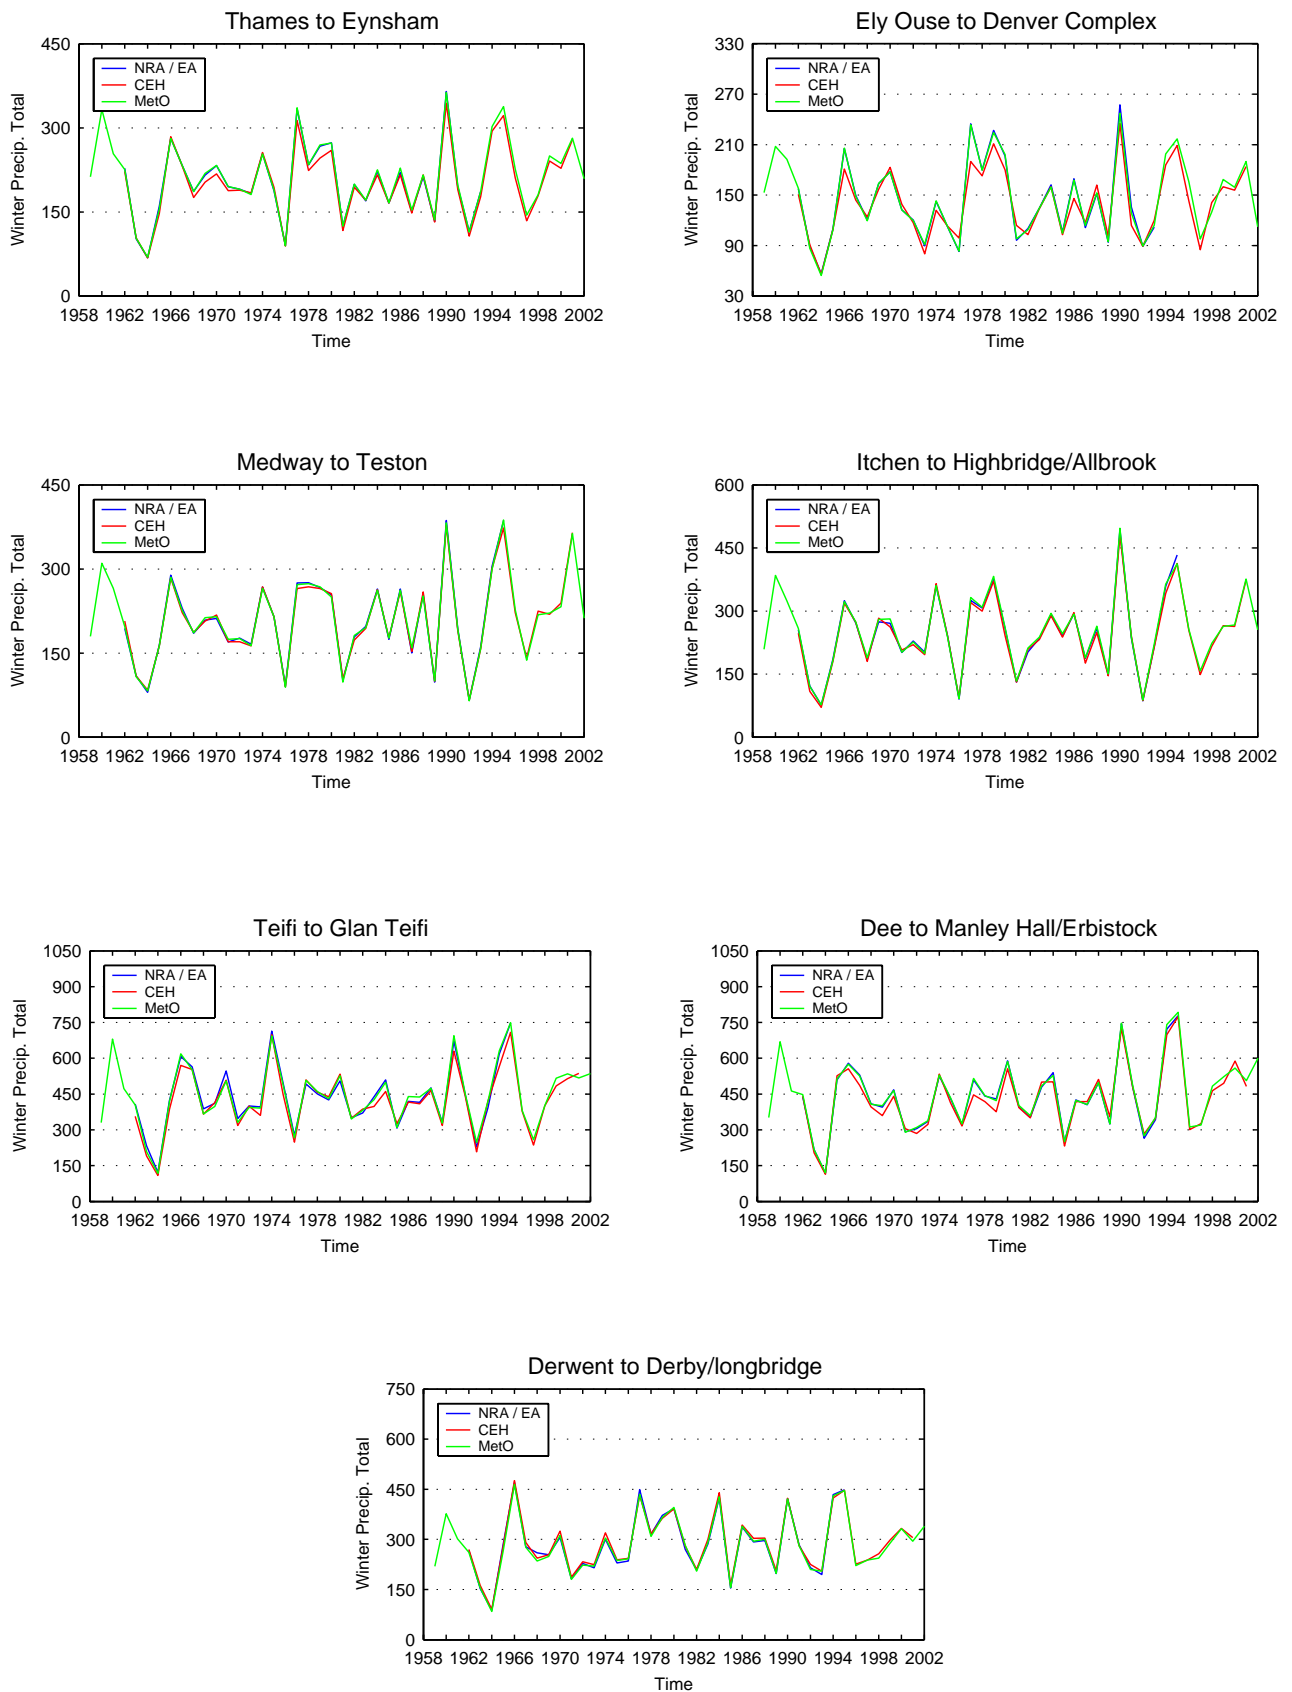 Thames to Eynsham
Winter Precip. Total
450
300
150
0
NRA / EA
CEH
MetO
1958 1962 1966 1970 1974 1978 1982 1986 1990 1994 1998 2002
Time
Ely Ouse to Denver Complex
Winter Precip. Total
330
270
210
150
90
30
NRA / EA
CEH
MetO
1958 1962 1966 1970 1974 1978 1982 1986 1990 1994 1998 2002
Time
Medway to Teston
Winter Precip. Total
450
300
150
0
NRA / EA
CEH
MetO
1958 1962 1966 1970 1974 1978 1982 1986 1990 1994 1998 2002
Time
Itchen to Highbridge/Allbrook
Winter Precip. Total
600
450
300
150
0
NRA / EA
CEH
MetO
1958 1962 1966 1970 1974 1978 1982 1986 1990 1994 1998 2002
Time
Teifi to Glan Teifi
Winter Precip. Total
1050
900
750
600
450
300
150
0
NRA / EA
CEH
MetO
1958 1962 1966 1970 1974 1978 1982 1986 1990 1994 1998 2002
Time
Dee to Manley Hall/Erbistock
Winter Precip. Total
1050
900
750
600
450
300
150
0
NRA / EA
CEH
MetO
1958 1962 1966 1970 1974 1978 1982 1986 1990 1994 1998 2002
Time
Derwent to Derby/longbridge
Winter Precip. Total
750
600
450
300
150
0
NRA / EA
CEH
MetO
1958 1962 1966 1970 1974 1978 1982 1986 1990 1994 1998 2002
Time